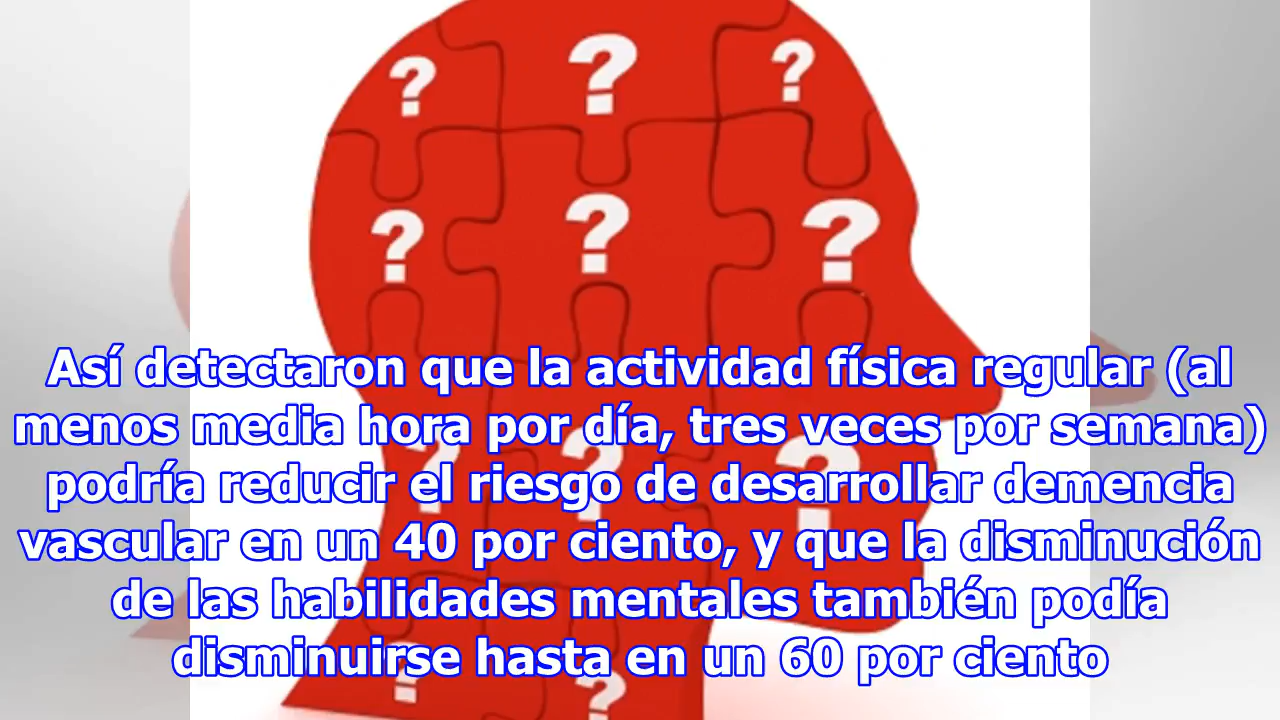 ? ? ?
? ? ?
Así detectaron que la actividad física regular (al
menos media hora por día, tres veces por semana)
? ? ?
podría reducir el riesgo de desarrollar demencia
vascular en un 40 por ciento, y que la disminución
de las habilidades mentales también podía
disminuirse hasta en un 60 por ciento
? ?